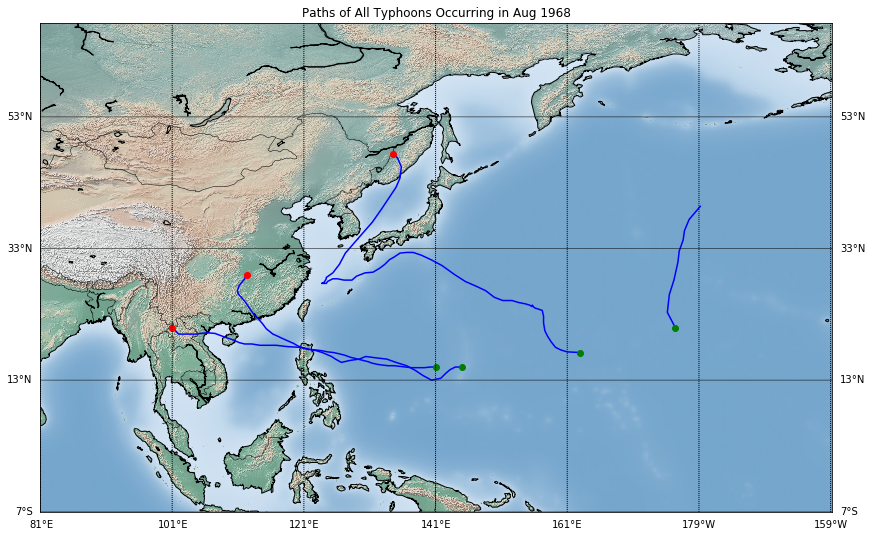 Paths of All Typhoons Occurring in Aug 1968
53°N 53°N
33°N 33°N
13°N 13°N
7°S 7°S
81°E 101°E 121°E 141°E 161°E 179°W 159°W